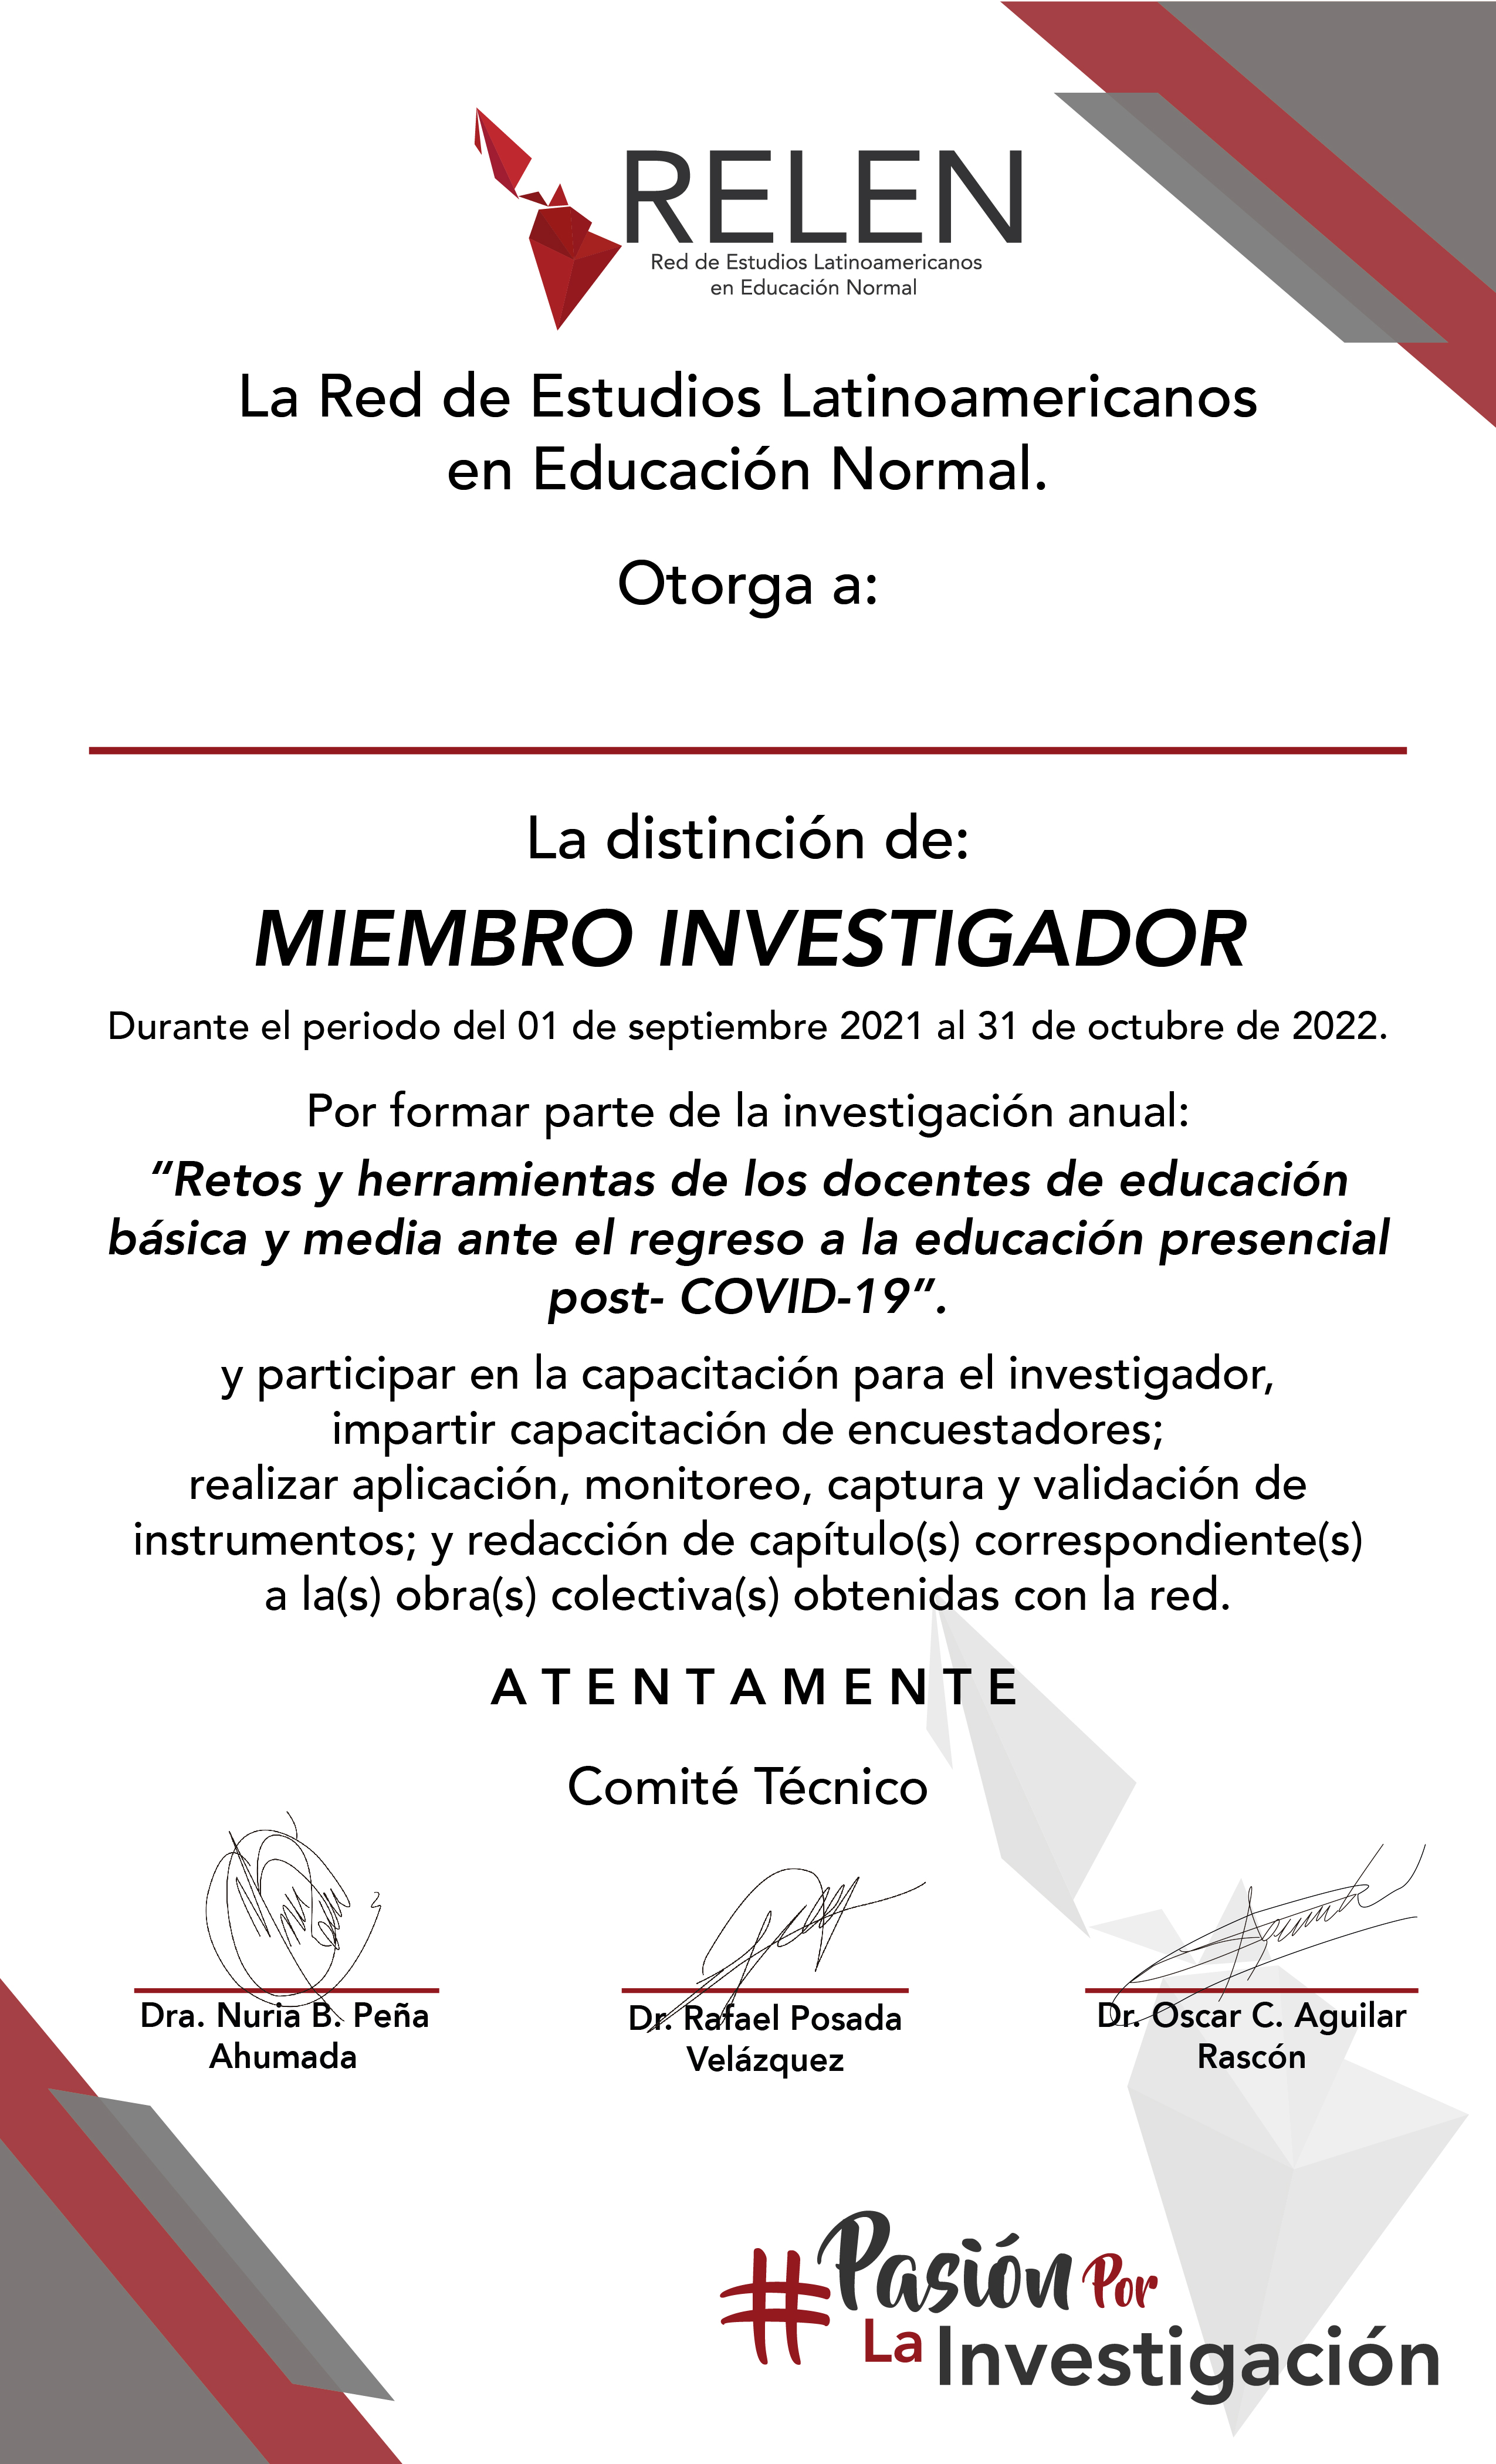 RELEN
Red de Estudios Latinoamericanos
en Educación Normal
La Red de Estudios Latinoamericanos
en Educación Normal.
Otorga a:
La distinción de:
MIEMBRO INVESTIGADOR
Durante el periodo del 01 de septiembre 2021 al 31 de octubre de 2022.
Por formar parte de la investigación anual:
“Retos y herramientas de los docentes de educación
básica y media ante el regreso a la educación presencial
post- COVID-19”.
y participar en la capacitación para el investigador,
impartir capacitación de encuestadores;
realizar aplicación, monitoreo, captura y validación de
instrumentos; y redacción de capítulo(s) correspondiente(s)
a la(s) obra(s) colectiva(s) obtenidas con la red.
ATENTAMENTE
Comité Técnico
Dra. Nuria B. Peña
Ahumada
Dr. Rafael Posada
Velázquez
Dr. Oscar C. Aguilar
Rascón
#Pasión Por
La Investigación